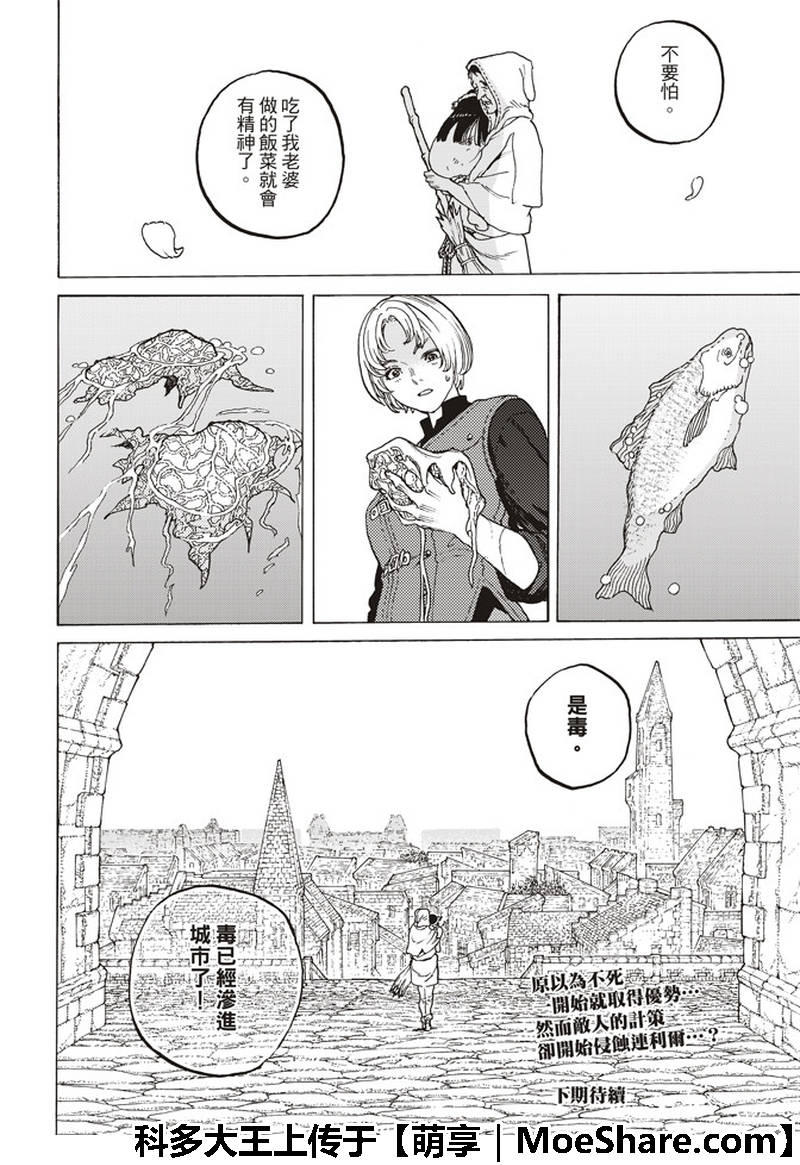 不要怕。
吃了我老婆
做的飯菜就會
有精神了。
是毒。
毒已經滲進
城市了！
原以為不死
開始就取得優勢…
然而敵人的計策
卻開始侵蝕連利爾…？
下期待續
科多大王上传于【萌享｜MoeShare.com】